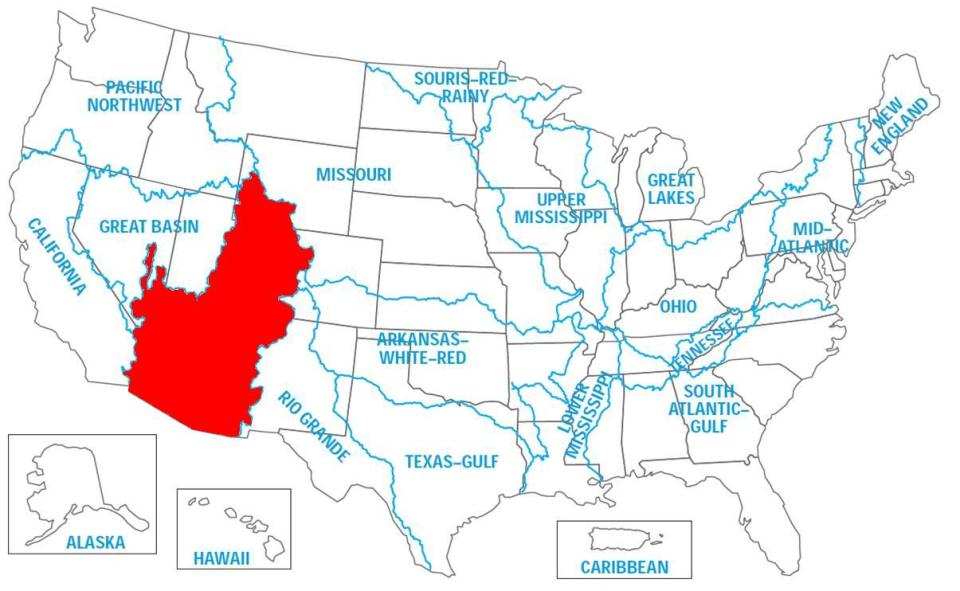 PACIFIC
NORTHWEST
SOURIS–RED–
RAINY
NEW
ENGLAND
MISSOURI
GREAT
LAKES
UPPER
MISSISSIPPI
CALIFORNIA
GREAT BASIN
MID–
ATLANTIC
OHIO
ARKANSAS–
WHITE–RED
TENNESSEE
RIO GRANDE
LOWER
MISSISSIPPI
SOUTH
ATLANTIC–
GULF
TEXAS–GULF
ALASKA
HAWAII
CARIBBEAN